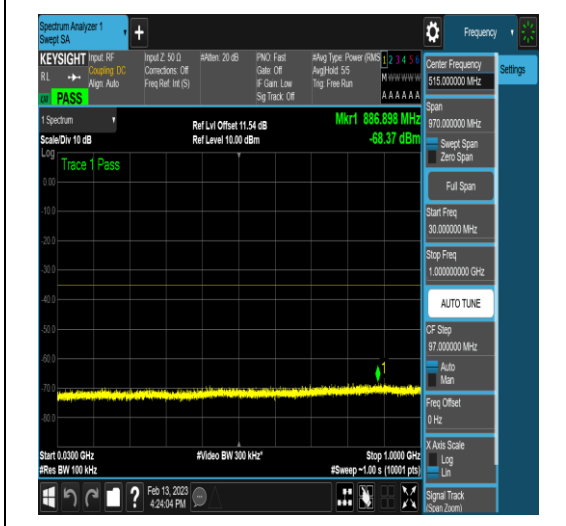 Spectrum Analyzer 1
Swept SA
+
Frequency
KEYSIGHT
Input: RF
Coupling: DC
Align: Auto
Input Z: 50 Ω
Corrections: Off
Freq Ref: Int (S)
#Atten: 20 dB
PNO: Fast
Gate: Off
IF Gain: Low
Sig Track: Off
#Avg Type: Power (RMS
Avg|Hold: 5/5
Trig: Free Run
1 2 3 4 5 6
M W W W W W
A A A A A A
RL
PASS
Center Frequency
515.000000 MHz
Settings
Span
970.000000 MHz
Swept Span
Zero Span
Full Span
Start Freq
30.000000 MHz
Stop Freq
1.000000000 GHz
AUTO TUNE
CF Step
97.000000 MHz
Auto
Man
Freq Offset
0 Hz
X Axis Scale
Log
Lin
Signal Track
(Span Zoom)
1 Spectrum
Scale/Div 10 dB
Ref Lvl Offset 11.54 dB
Ref Level 10.00 dBm
Mkr1 886.898 MHz
-68.37 dBm
Log
Trace 1 Pass
0.00
-10.0
-20.0
-30.0
-40.0
-50.0
-60.0
-70.0
-80.0
1
Start 0.0300 GHz
#Res BW 100 kHz
#Video BW 300 kHz*
Stop 1.0000 GHz
#Sweep ~1.00 s (10001 pts)
?
Feb 13, 2023
4:24:04 PM